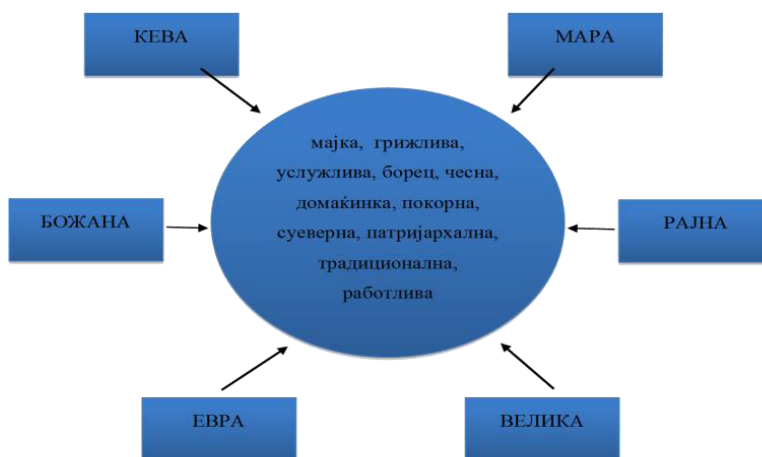 КЕВА
МАРА
мајка, грижлива,
услужлива, борец, чесна,
домаќинка, покорна,
суеверна, патријархална,
традиционална,
работлива
БОЖАНА
РАЈНА
ЕВРА
ВЕЛИКА